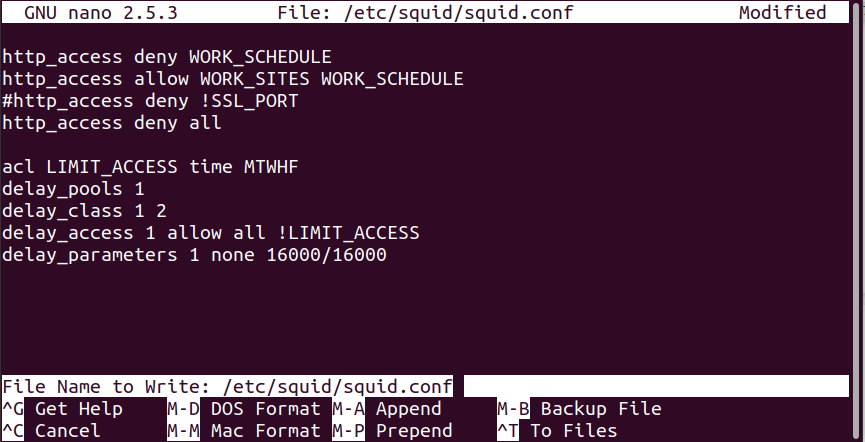 GNU nano 2.5.3 File: /etc/squid/squid.conf Modified
http_access deny WORK_SCHEDULE
http_access allow WORK_SITES WORK_SCHEDULE
#http_access deny !SSL_PORT
http_access deny all
acl LIMIT_ACCESS time MTWHF
delay_pools 1
delay_class 1 2
delay_access 1 allow all !LIMIT_ACCESS
delay_parameters 1 none 16000/16000
File Name to Write: /etc/squid/squid.conf
^G Get Help M-D DOS Format M-A Append M-B Backup File
^C Cancel M-M Mac Format M-P Prepend ^T To Files